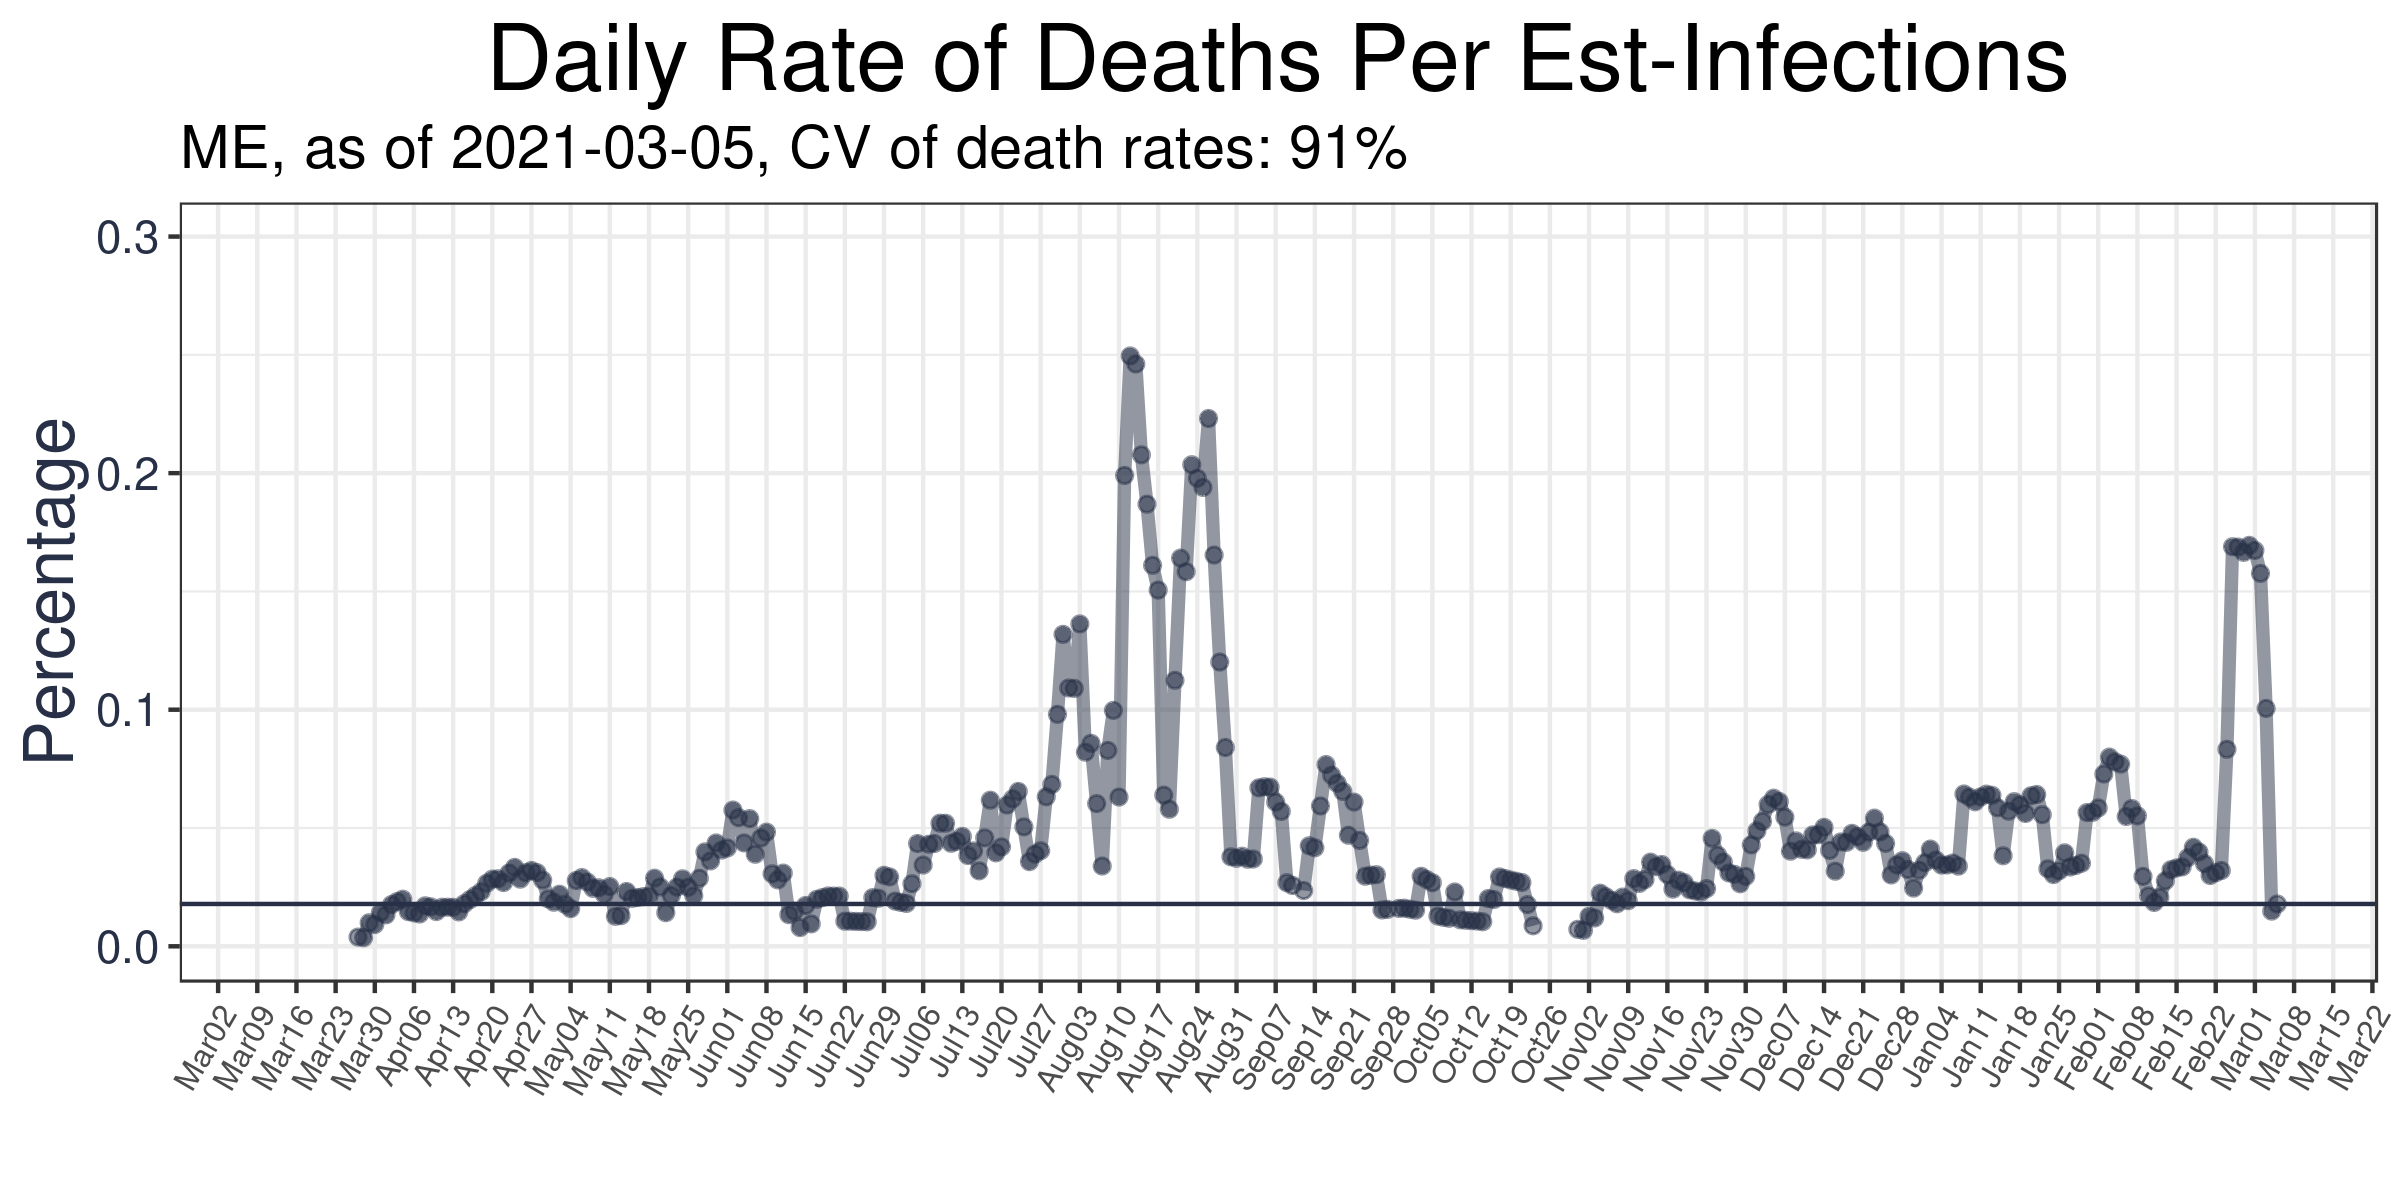 Daily Rate of Deaths Per Est-Infections
ME, as of 2021-03-05, CV of death rates: 91%
Percentage
0.3
0.2
0.1
0.0
Mar02
Mar09
Mar16
Mar23
Mar30
Apr06
Apr13
Apr20
Apr27
May04
May11
May18
May25
Jun01
Jun08
Jun15
Jun22
Jun29
Jul06
Jul13
Jul20
Jul27
Aug03
Aug10
Aug17
Aug24
Aug31
Sep07
Sep14
Sep21
Sep28
Oct05
Oct12
Oct19
Oct26
Nov02
Nov09
Nov16
Nov23
Nov30
Dec07
Dec14
Dec21
Dec28
Jan04
Jan11
Jan18
Jan25
Feb01
Feb08
Feb15
Feb22
Mar01
Mar08
Mar15
Mar22